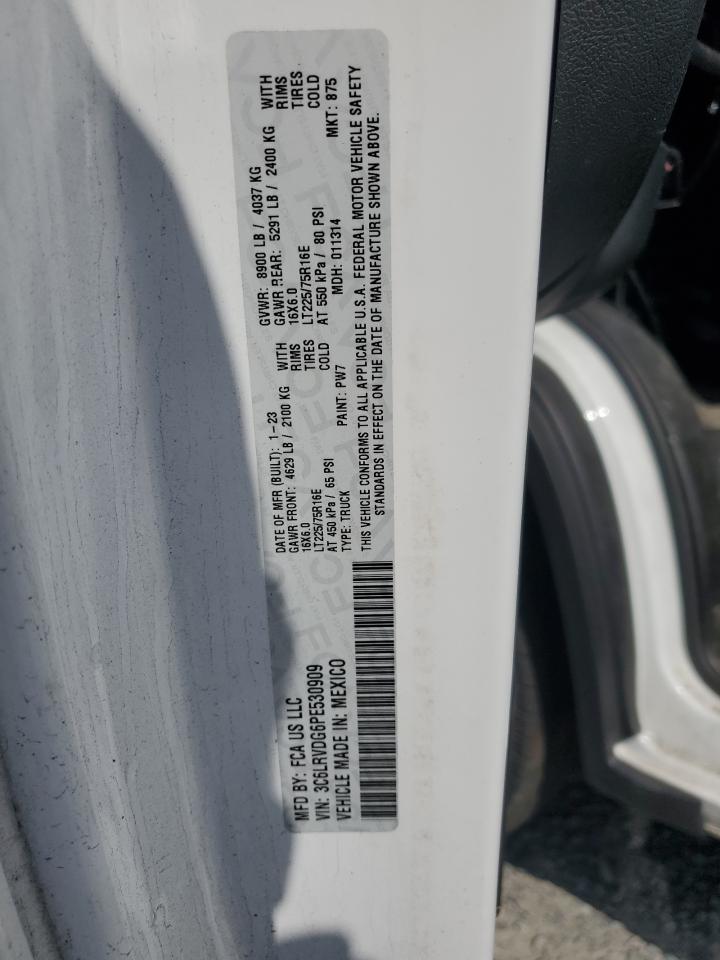 MFD BY: FCA US LLC
VIN: 3C6LRVDG6PE530909
VEHICLE MADE IN: MEXICO
DATE OF MFR (BUILT): 1-23
GVWR: 8900 LB / 4037 KG
GAWR FRONT: 4629 LB / 2100 KG WITH
GAWR REAR: 5291 LB / 2400 KG WITH
16X6.0 RIMS
16X6.0 RIMS
LT225/75R16E TIRES
LT225/75R16E TIRES
AT 450 kPa / 65 PSI COLD
AT 550 kPa / 80 PSI COLD
TYPE: TRUCK PAINT: PW7 MDH: 011314 MKT: 875
THIS VEHICLE CONFORMS TO ALL APPLICABLE U.S.A. FEDERAL MOTOR VEHICLE SAFETY
STANDARDS IN EFFECT ON THE DATE OF MANUFACTURE SHOWN ABOVE.